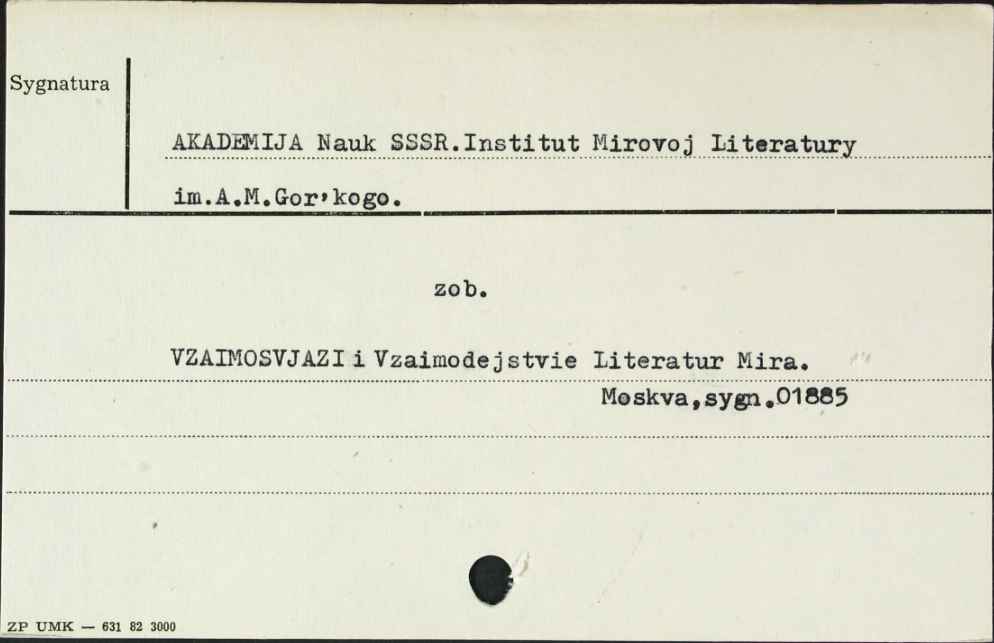 Sygnatura
AKADEMIJA Nauk SSSR.Institut Mirovoj Literatury
im.A.M.Gor'kogo.
zob.
VZAIMOSVJAZI i Vzaimodejstvie Literatur Mira.
Moskva,sygn.01885
ZP UMK — 631 82 3000